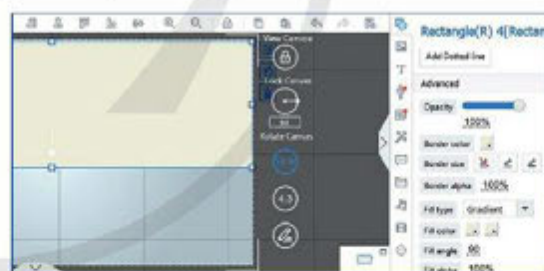 Rectangle(R) 4[Rectan
Add Dotted line
View Canvas
Advanced
Lock Canvas
Opacity
100%
Rotate Canvas
Border color
Border size
4:3
Border alpha 100%
Fill type Gradient
Fill color
Fill angle 90
100%